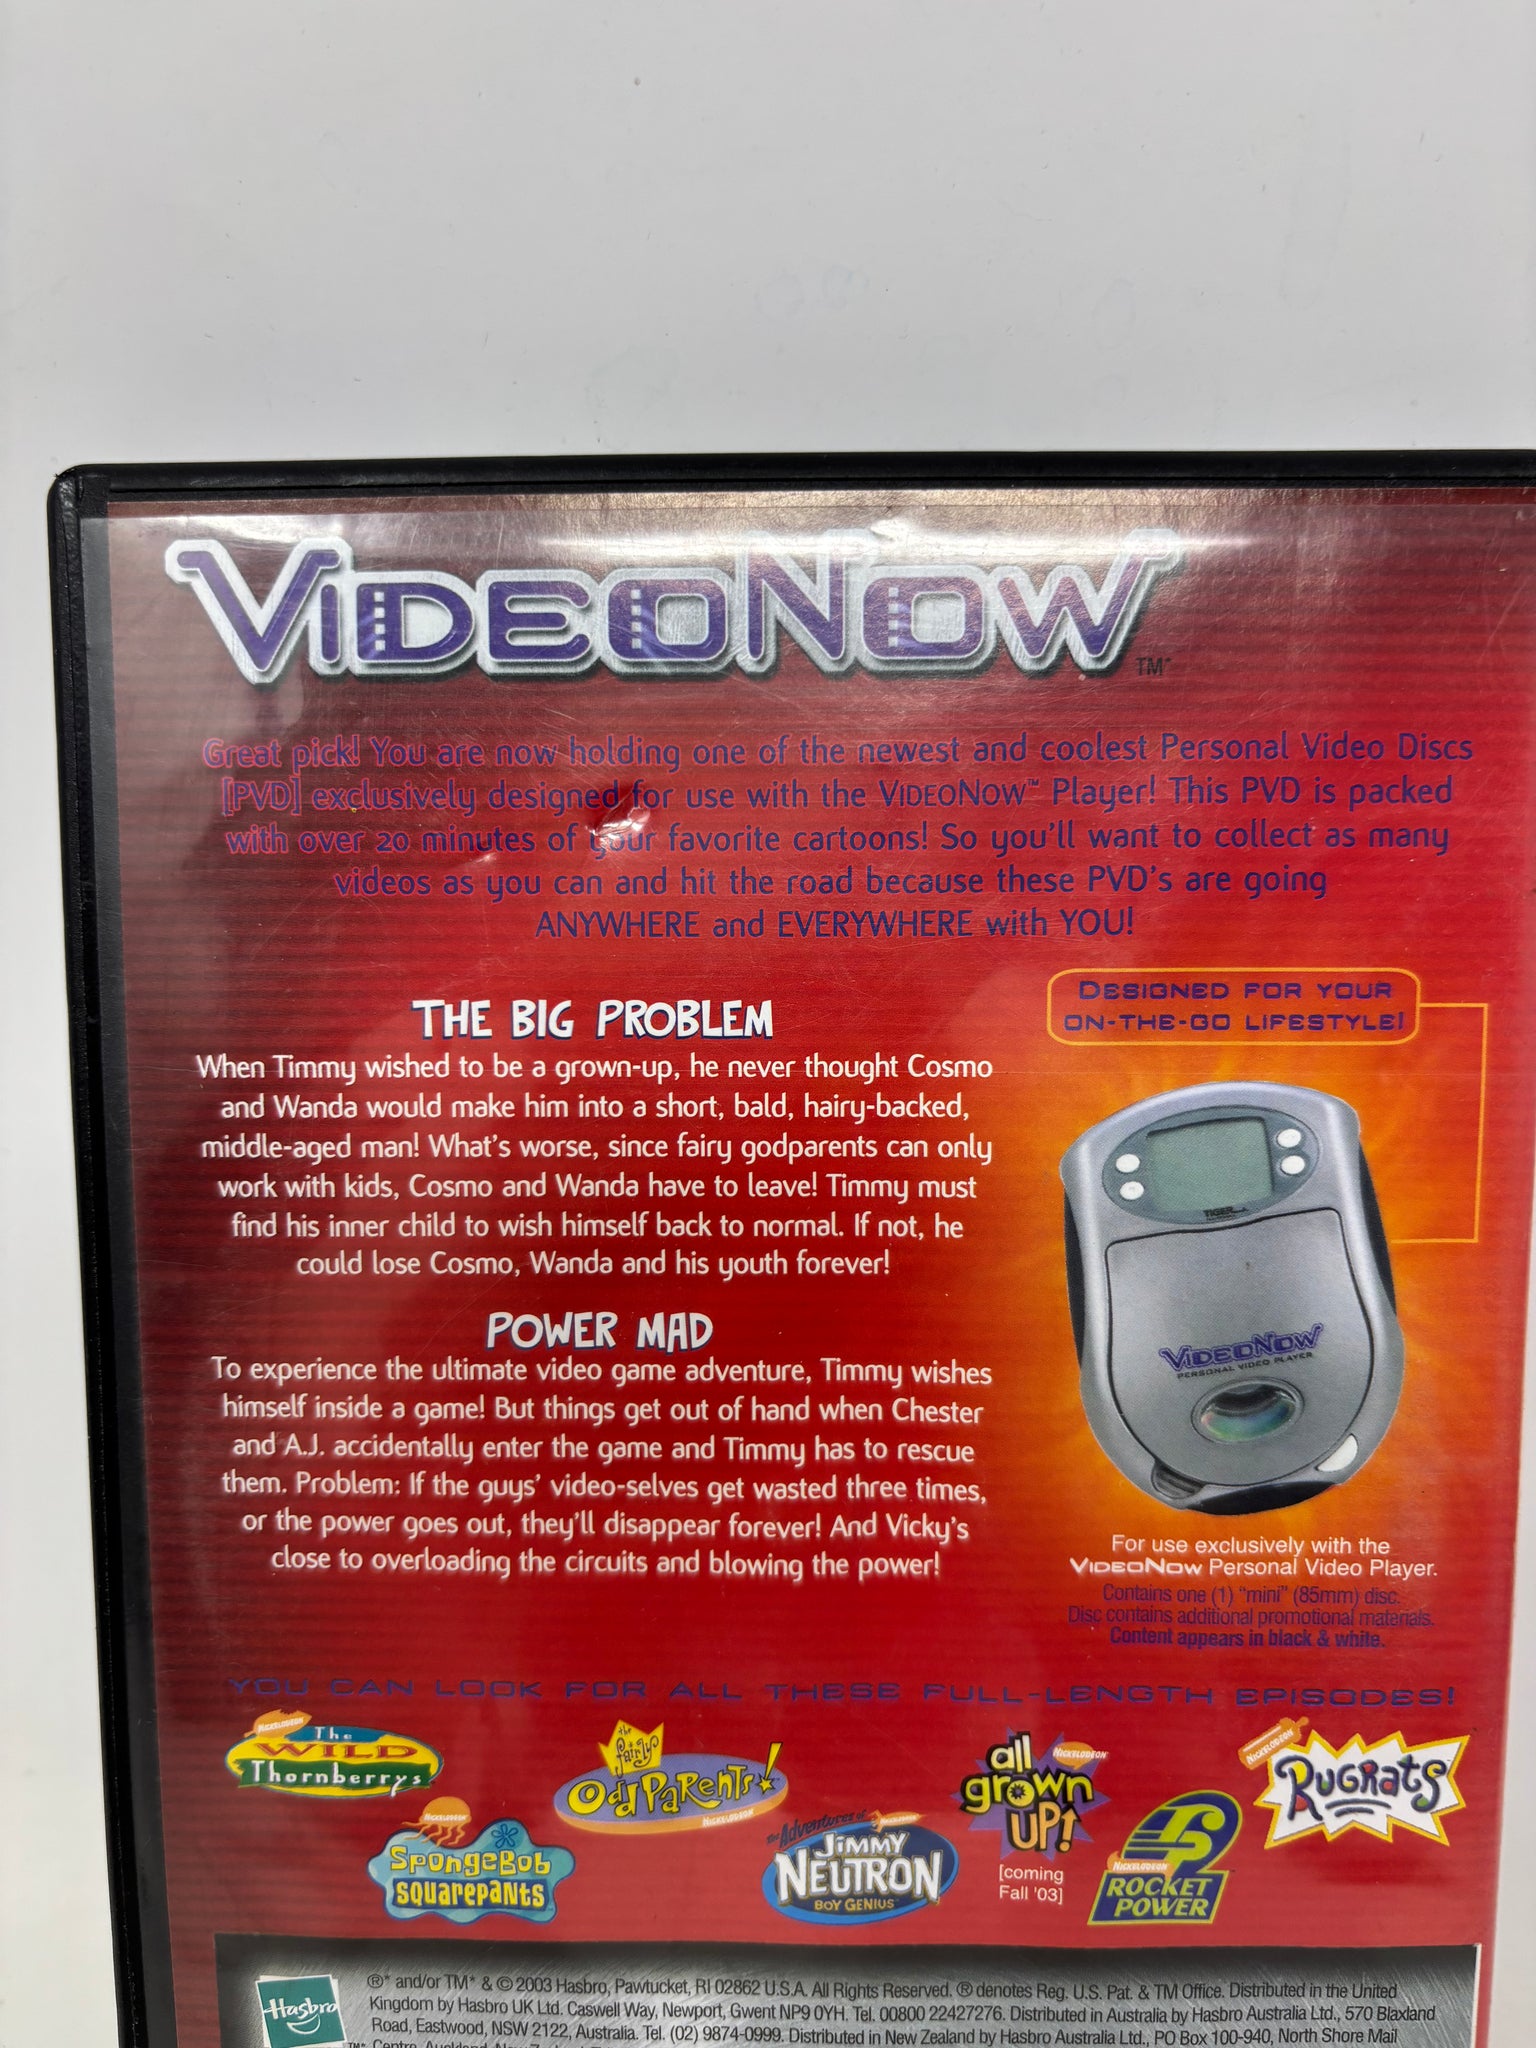 VIDEONOW™*
Great pick! You are now holding one of the newest and coolest Personal Video Discs
[PVD] exclusively designed for use with the VIDEONOW™ Player! This PVD is packed
with over 20 minutes of your favorite cartoons! So you'll want to collect as many
videos as you can and hit the road because these PVD's are going
ANYWHERE and EVERYWHERE with YOU!
THE BIG PROBLEM
When Timmy wished to be a grown-up, he never thought Cosmo
and Wanda would make him into a short, bald, hairy-backed,
middle-aged man! What's worse, since fairy godparents can only
work with kids, Cosmo and Wanda have to leave! Timmy must
find his inner child to wish himself back to normal. If not, he
could lose Cosmo, Wanda and his youth forever!
POWER MAD
To experience the ultimate video game adventure, Timmy wishes
himself inside a game! But things get out of hand when Chester
and A.J. accidentally enter the game and Timmy has to rescue
them. Problem: If the guys' video-selves get wasted three times,
or the power goes out, they'll disappear forever! And Vicky's
close to overloading the circuits and blowing the power!
DESIGNED FOR YOUR
ON-THE-GO LIFESTYLE!
TIGER
VIDEONOW
PERSONAL VIDEO PLAYER
For use exclusively with the
VIDEONOW Personal Video Player.
Contains one (1) "mini" (85mm) disc.
Disc contains additional promotional materials.
Content appears in black & white.
YOU CAN LOOK FOR ALL THESE FULL-LENGTH EPISODES!
NICKELODEON
The
WILD
Thornberrys
NICKELODEON
SPONGEBOB
SQUAREPANTS
the
fairly
OddParents!
NICKELODEON
the Adventures of
NICKELODEON
JIMMY
NEUTRON
BOY GENIUS
all
grown
UP!
NICKELODEON
[coming
Fall '03]
NICKELODEON
ROCKET
POWER
NICKELODEON
RUGRATS
Hasbro
®* and/or TM* & © 2003 Hasbro, Pawtucket, RI 02862 U.S.A. All Rights Reserved. ® denotes Reg. U.S. Pat. & TM Office. Distributed in the United
Kingdom by Hasbro UK Ltd. Caswell Way, Newport, Gwent NP9 0YH. Tel. 00800 22427276. Distributed in Australia by Hasbro Australia Ltd., 570 Blaxland
Road, Eastwood, NSW 2122, Australia. Tel. (02) 9874-0999. Distributed in New Zealand by Hasbro Australia Ltd., PO Box 100-940, North Shore Mail